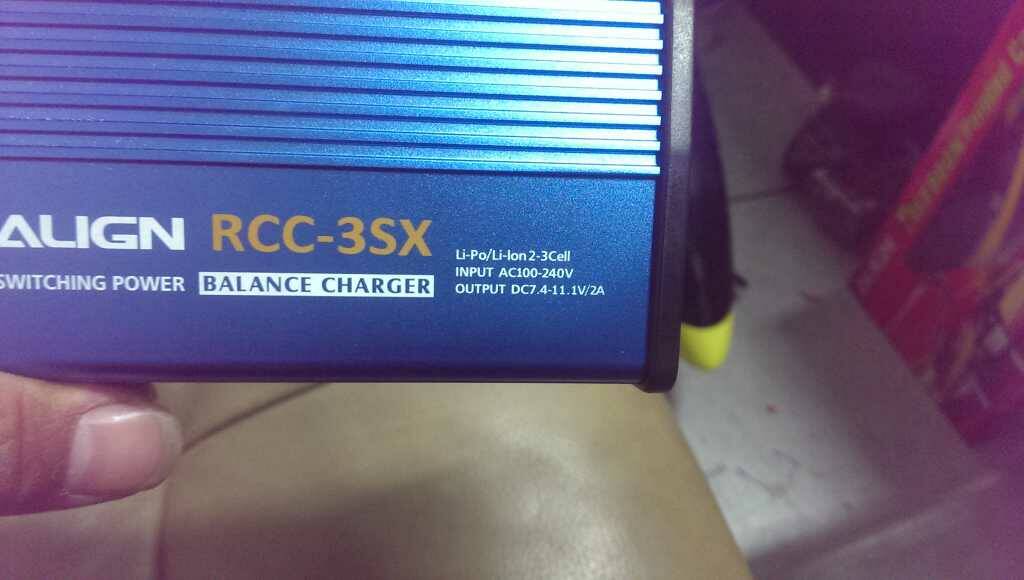 ALIGN RCC-3SX
SWITCHING POWER BALANCE CHARGER
Li-Po/Li-Ion 2-3Cell
INPUT AC100-240V
OUTPUT DC7.4-11.1V/2A